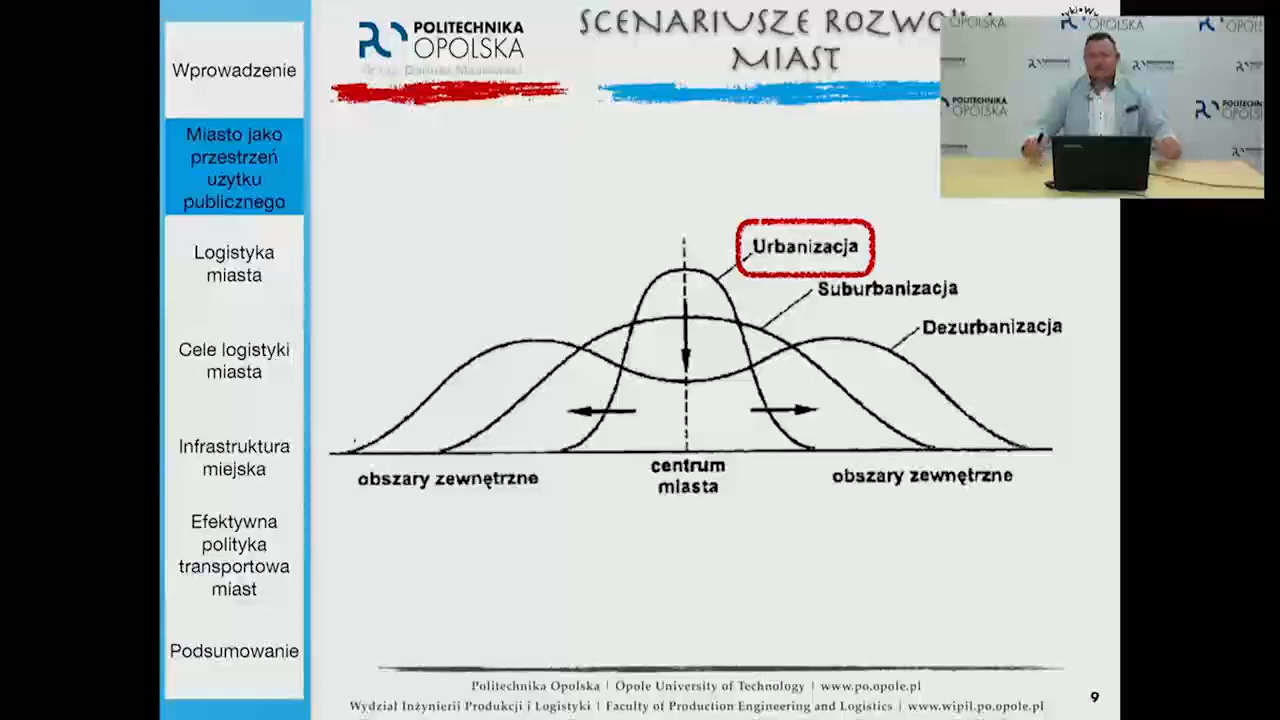 Wprowadzenie
Miasto jako
przestrzeń
użytku
publicznego
Logistyka
miasta
Cele logistyki
miasta
Infrastruktura
miejska
Efektywna
polityka
transportowa
miast
Podsumowanie
POLITECHNIKA
OPOLSKA
SCENARIUSZE
MIAST
POLITECHNIKA
Urbanizacja
Suburbanizacja
Dezurbanizacja
obszary zewnętrzne
centrum
miasta
obszary zewnętrzne
Politechnika Opolska | Opole University of Technology | www.po.opole.pl
Wydział Inżynierii Produkcji i Logistyki | Faculty of Production Engineering and Logistics | www.wipil.po.opole.pl
9